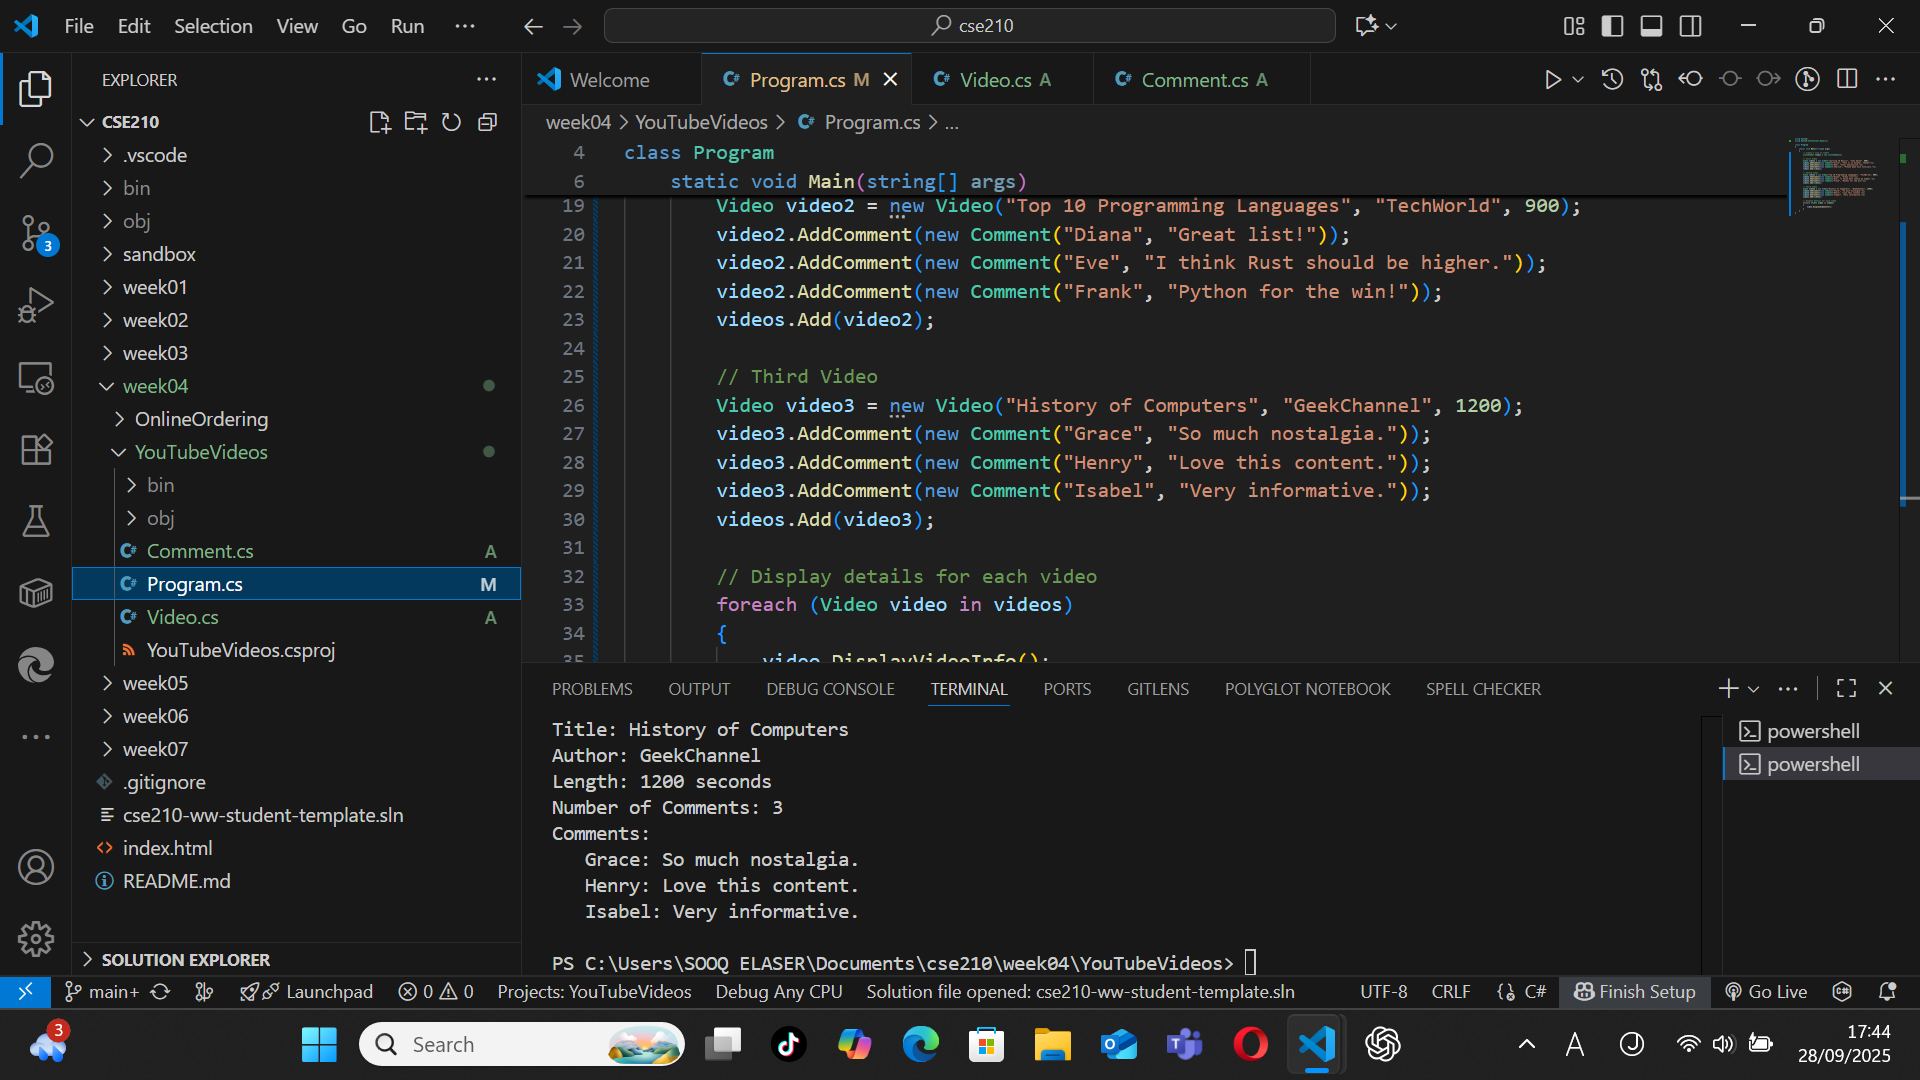 File Edit Selection View Go Run ...
cse210
EXPLORER
CSE210
.vscode
bin
obj
sandbox
week01
week02
week03
week04
OnlineOrdering
YouTubeVideos
bin
obj
Comment.cs A
Program.cs M
Video.cs A
YouTubeVideos.csproj
week05
week06
week07
.gitignore
cse210-ww-student-template.sln
index.html
README.md
SOLUTION EXPLORER
3
Welcome Program.cs M Video.cs A Comment.cs A
week04 > YouTubeVideos > Program.cs > ...
4 class Program
6 static void Main(string[] args)
19 Video video2 = new Video("Top 10 Programming Languages", "TechWorld", 900);
20 video2.AddComment(new Comment("Diana", "Great list!"));
21 video2.AddComment(new Comment("Eve", "I think Rust should be higher."));
22 video2.AddComment(new Comment("Frank", "Python for the win!"));
23 videos.Add(video2);
24
25 // Third Video
26 Video video3 = new Video("History of Computers", "GeekChannel", 1200);
27 video3.AddComment(new Comment("Grace", "So much nostalgia."));
28 video3.AddComment(new Comment("Henry", "Love this content."));
29 video3.AddComment(new Comment("Isabel", "Very informative."));
30 videos.Add(video3);
31
32 // Display details for each video
33 foreach (Video video in videos)
34 {
35 video.DisplayVideoInfo();
PROBLEMS OUTPUT DEBUG CONSOLE TERMINAL PORTS GITLENS POLYGLOT NOTEBOOK SPELL CHECKER
Title: History of Computers
Author: GeekChannel
Length: 1200 seconds
Number of Comments: 3
Comments:
Grace: So much nostalgia.
Henry: Love this content.
Isabel: Very informative.
PS C:\Users\SOOQ ELASER\Documents\cse210\week04\YouTubeVideos>
powershell
powershell
main+ Launchpad 0 0 Projects: YouTubeVideos Debug Any CPU Solution file opened: cse210-ww-student-template.sln UTF-8 CRLF C# Finish Setup Go Live
3
Search
17:44
28/09/2025